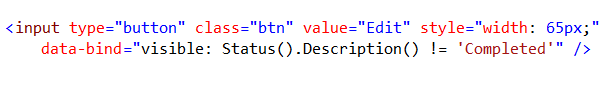 <input type="button" class="btn" value="Edit" style="width: 65px;"
data-bind="visible: Status().Description() != 'Completed'" />